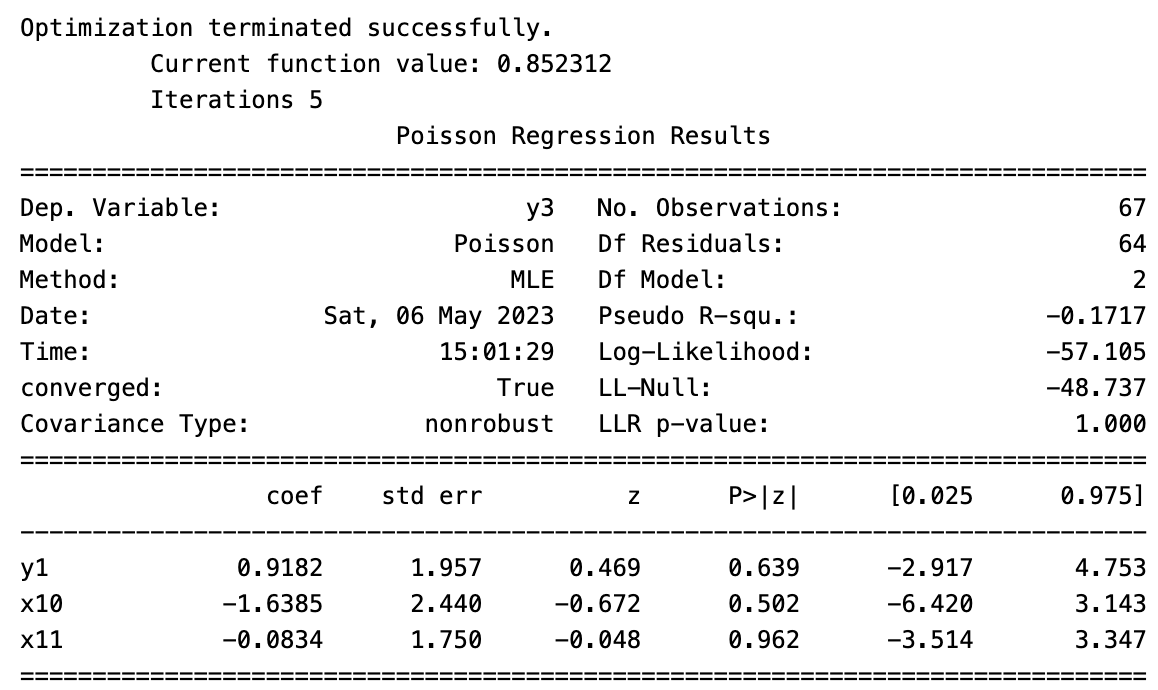 Optimization terminated successfully.
         Current function value: 0.852312
         Iterations 5
                          Poisson Regression Results
==============================================================================
Dep. Variable:                     y3   No. Observations:                   67
Model:                        Poisson   Df Residuals:                       64
Method:                           MLE   Df Model:                            2
Date:                Sat, 06 May 2023   Pseudo R-squ.:                 -0.1717
Time:                        15:01:29   Log-Likelihood:                -57.105
converged:                       True   LL-Null:                       -48.737
Covariance Type:            nonrobust   LLR p-value:                     1.000
==============================================================================
                 coef    std err          z      P>|z|      [0.025      0.975]
------------------------------------------------------------------------------
y1             0.9182      1.957      0.469      0.639      -2.917       4.753
x10           -1.6385      2.440     -0.672      0.502      -6.420       3.143
x11           -0.0834      1.750     -0.048      0.962      -3.514       3.347
==============================================================================